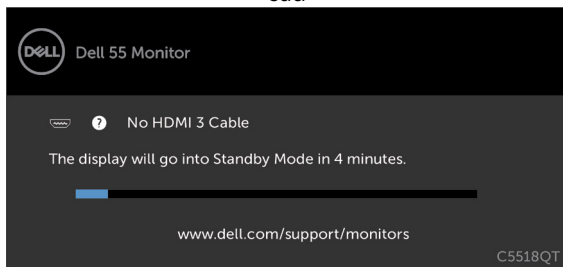 DELL
Dell 55 Monitor
? No HDMI 3 Cable
The display will go into Standby Mode in 4 minutes.
www.dell.com/support/monitors
C5518QT